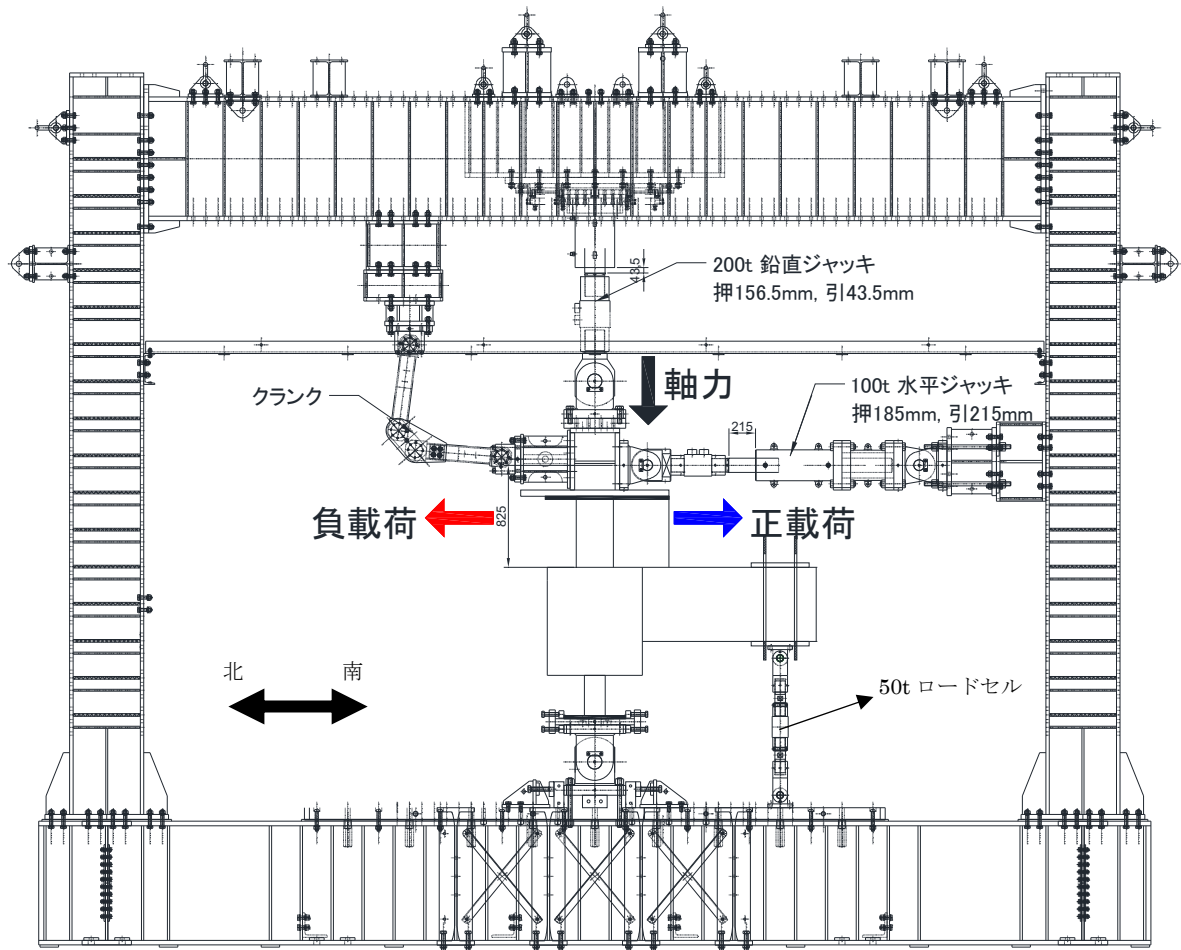 43.5
200t 鉛直ジャッキ
押156.5mm, 引43.5mm
軸力
クランク
100t 水平ジャッキ
押185mm, 引215mm
215
負載荷
825
正載荷
北 南
50t ロードセル